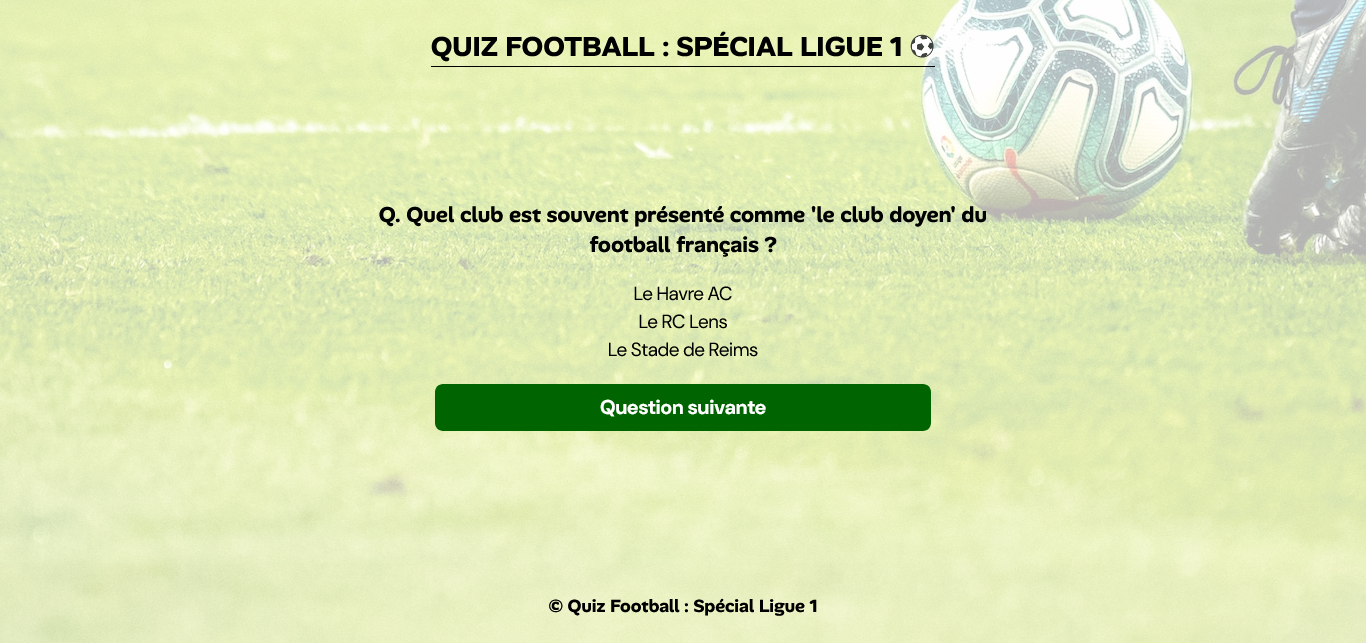 QUIZ FOOTBALL : SPÉCIAL LIGUE 1 ⚽
Q. Quel club est souvent présenté comme 'le club doyen' du
football français ?
Le Havre AC
Le RC Lens
Le Stade de Reims
Question suivante
© Quiz Football : Spécial Ligue 1